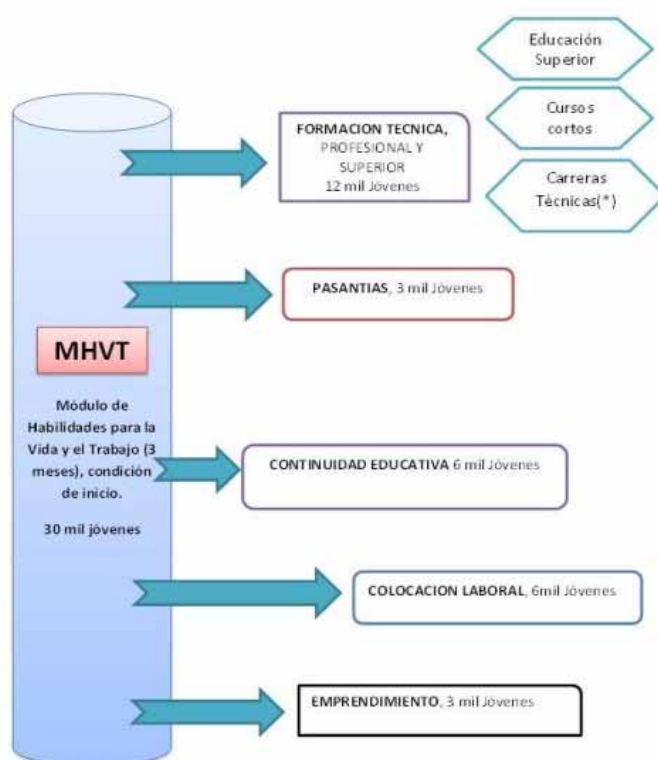 Educación
Superior
Cursos
cortos
Carreras
Técnicas(*)
FORMACION TECNICA,
PROFESIONAL Y
SUPERIOR
12 mil Jóvenes
PASANTIAS, 3 mil Jóvenes
MHVT
Módulo de
Habilidades para la
Vida y el Trabajo (3
meses), condición
de inicio.
30 mil jóvenes
CONTINUIDAD EDUCATIVA 6 mil Jóvenes
COLOCACION LABORAL, 6mil Jóvenes
EMPRENDIMIENTO, 3 mil Jóvenes